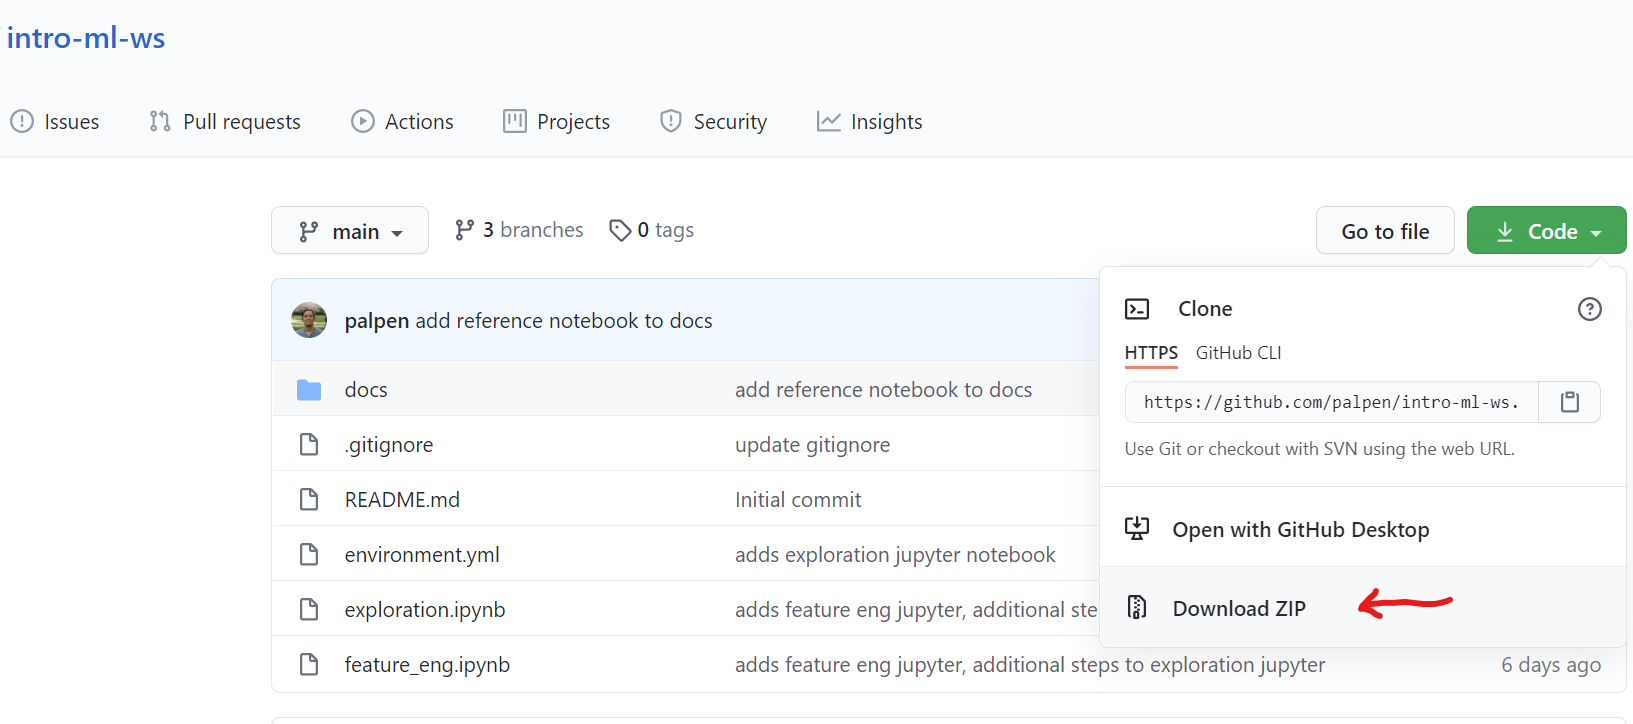 intro-ml-ws
Issues Pull requests Actions Projects Security Insights
main 3 branches 0 tags Go to file Code
palpen add reference notebook to docs
docs add reference notebook to docs
.gitignore update gitignore
README.md Initial commit
environment.yml adds exploration jupyter notebook
exploration.ipynb adds feature eng jupyter, additional ste
feature_eng.ipynb adds feature eng jupyter, additional steps to exploration jupyter 6 days ago
Clone
HTTPS GitHub CLI
https://github.com/palpen/intro-ml-ws.
Use Git or checkout with SVN using the web URL.
Open with GitHub Desktop
Download ZIP